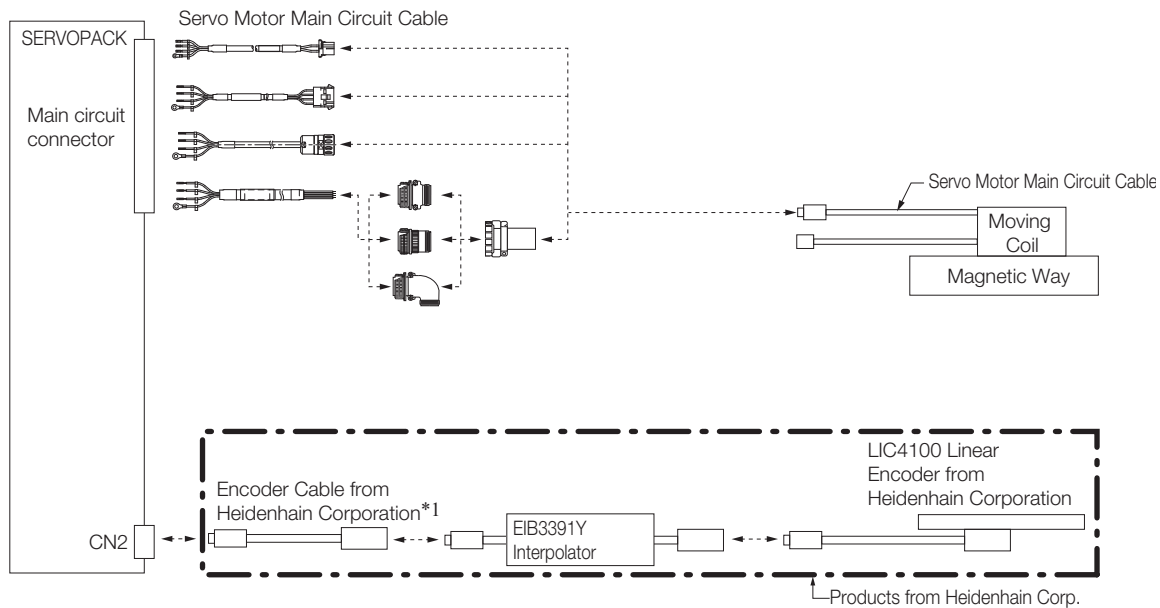 Servo Motor Main Circuit Cable
SERVOPACK
Main circuit
connector
Servo Motor Main Circuit Cable
Moving
Coil
Magnetic Way
LIC4100 Linear
Encoder from
Heidenhain Corporation
Encoder Cable from
Heidenhain Corporation*1
EIB3391Y
Interpolator
CN2
Products from Heidenhain Corp.